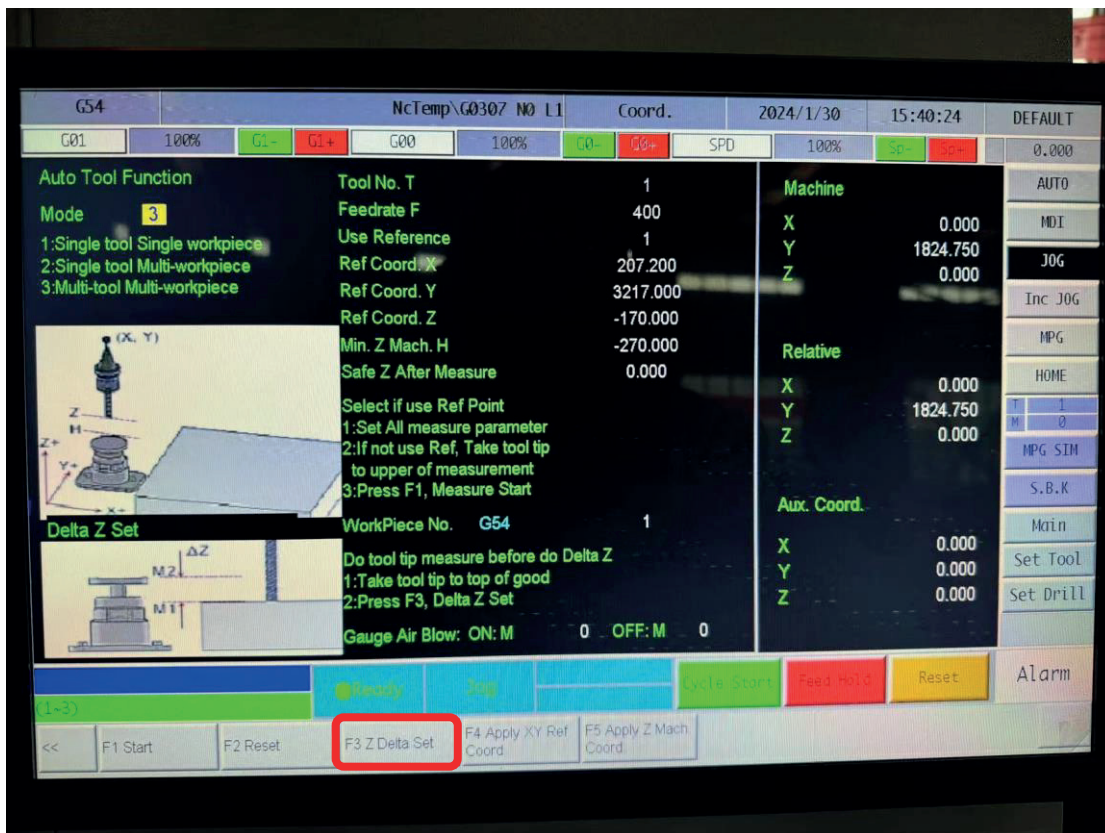 G54 NcTemp\G0307 N0 L1 Coord. 2024/1/30 15:40:24 DEFAULT
G01 100% G1- G1+ G00 100% G0- G0+ SPD 100% Sp- Sp+ 0.000
Auto Tool Function
Mode 3
1:Single tool Single workpiece
2:Single tool Multi-workpiece
3:Multi-tool Multi-workpiece
(X, Y)
Z
H
Z+
Y+
X+
Delta Z Set
ΔZ
M2
M1
Tool No. T 1
Feedrate F 400
Use Reference 1
Ref Coord. X 207.200
Ref Coord. Y 3217.000
Ref Coord. Z -170.000
Min. Z Mach. H -270.000
Safe Z After Measure 0.000
Select if use Ref Point
1:Set All measure parameter
2:If not use Ref, Take tool tip
to upper of measurement
3:Press F1, Measure Start
WorkPiece No. G54 1
Do tool tip measure before do Delta Z
1:Take tool tip to top of good
2:Press F3, Delta Z Set
Gauge Air Blow: ON: M 0 OFF: M 0
Machine
X 0.000
Y 1824.750
Z 0.000
Relative
X 0.000
Y 1824.750
Z 0.000
Aux. Coord.
X 0.000
Y 0.000
Z 0.000
AUTO
MDI
JOG
Inc JOG
MPG
HOME
T 1
M 0
MPG SIM
S.B.K
Main
Set Tool
Set Drill
Alarm
Ready Jog Cycle Start Feed Hold Reset
(1~3)
<< F1 Start F2 Reset F3 Z Delta Set F4 Apply XY Ref Coord. F5 Apply Z Mach. Coord.